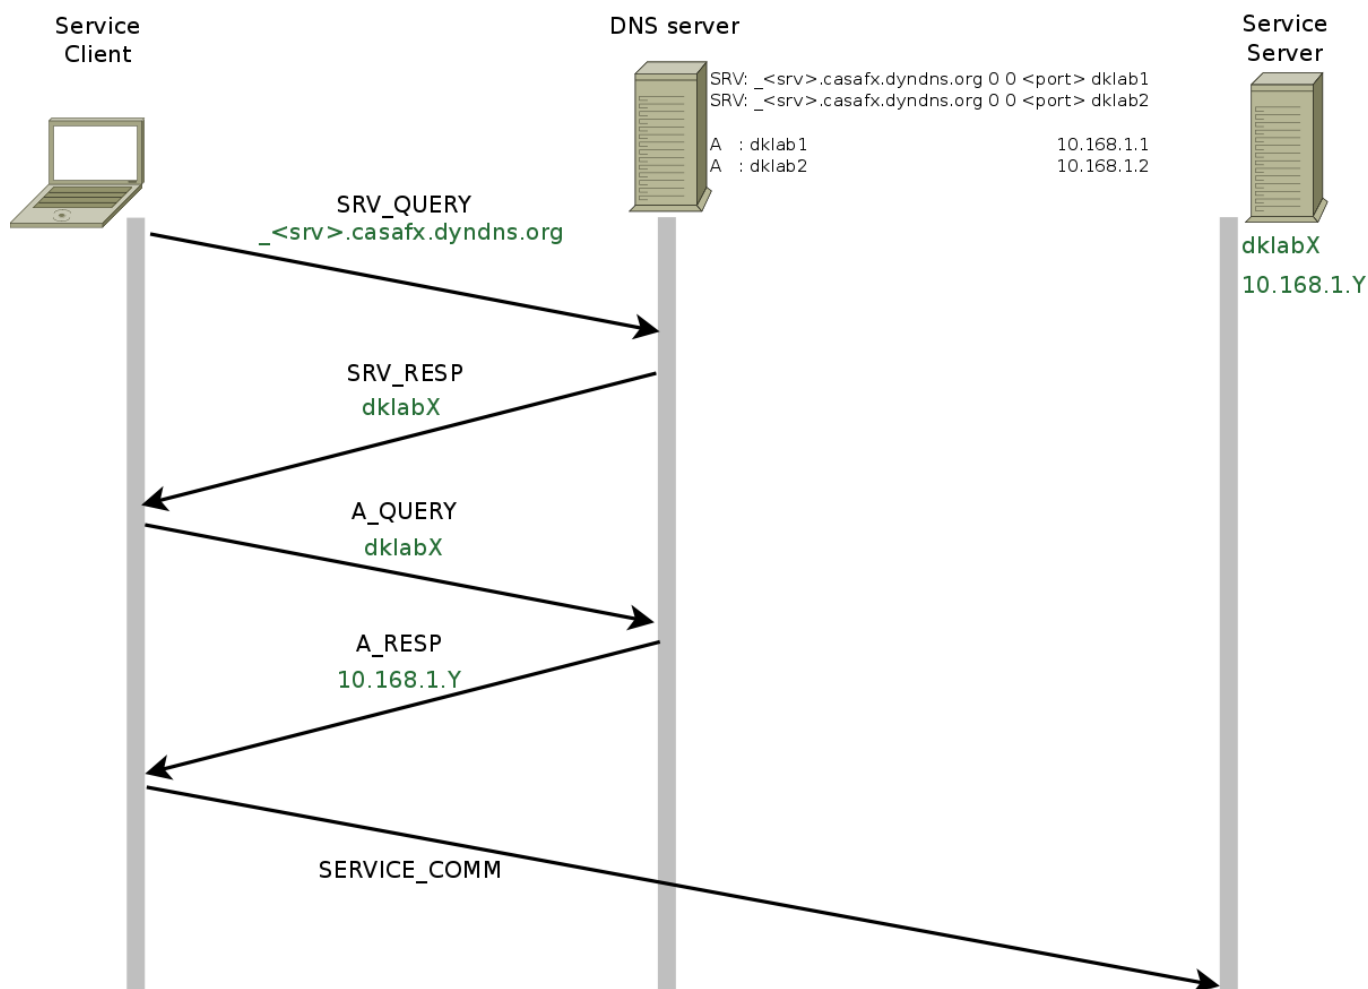 Service
Client
DNS server
Service
Server
SRV: _<srv>.casafx.dyndns.org 0 0 <port> dklab1
SRV: _<srv>.casafx.dyndns.org 0 0 <port> dklab2
A : dklab1 10.168.1.1
A : dklab2 10.168.1.2
SRV_QUERY
_<srv>.casafx.dyndns.org
dklabX
10.168.1.Y
SRV_RESP
dklabX
A_QUERY
dklabX
A_RESP
10.168.1.Y
SERVICE_COMM